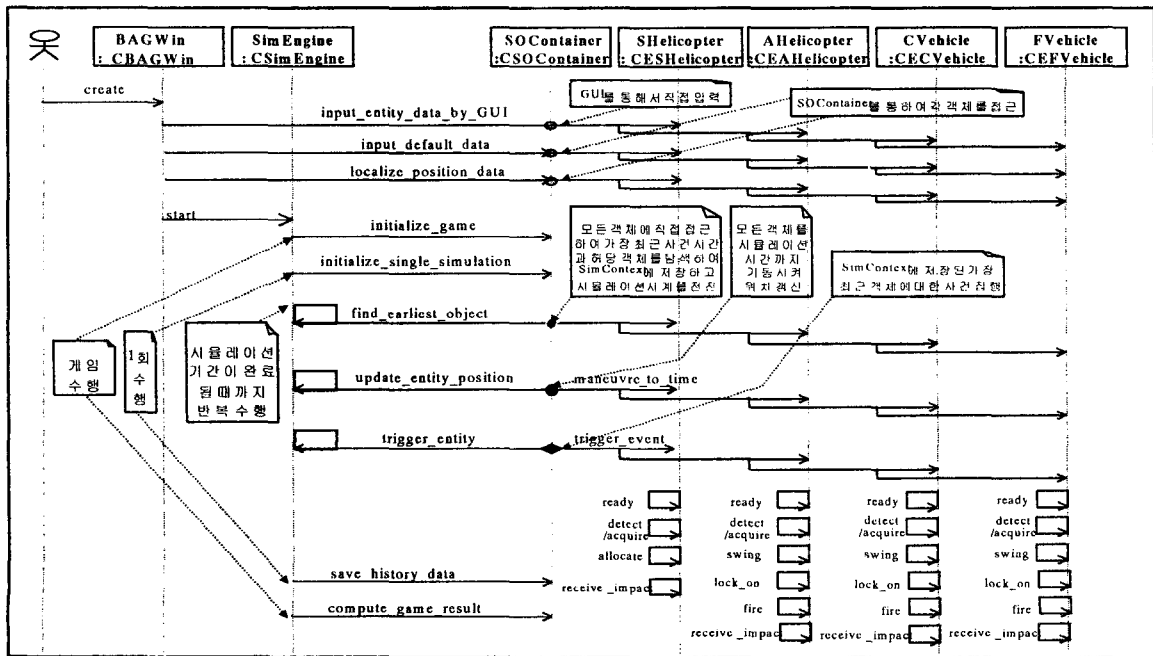 BAGWin
: CBAGWin
SimEngine
: CSimEngine
SOContainer
:CSOContainer
SHelicopter
: CESHelicopter
AHelicopter
:CEAHelicopter
CVehicle
:CECVehicle
FVehicle
:CEFVehicle
create
GUI를 통해서직접입력
SOContainer를 통하여각객체를접근
input_entity_data_by_GUI
input_default_data
localize_position_data
start
initialize_game
initialize_single_simulation
모든객체에직접접근
하여가장최근사건시간
과해당객체를탐색하여
SimContex에 저장하고
시뮬레이션시계를전진
모든객체를
시뮬레이션
시간까지
기동시켜
위치갱신
SimContex에 저장된가장
최근객체에대한사건집행
find_earliest_object
게임
수행
1회
수
행
시뮬레이션
기간이완료
될때까지
반복수행
update_entity_position
maneuvre_to_time
trigger_entity
trigger_event
ready
ready
ready
ready
detect
/acquire
detect
/acquire
detect
/acquire
detect
/acquire
allocate
swing
swing
swing
save_history_data
receive_impac
lock_on
lock_on
lock_on
compute_game_result
fire
fire
fire
receive_impac
receive_impac
receive_impac